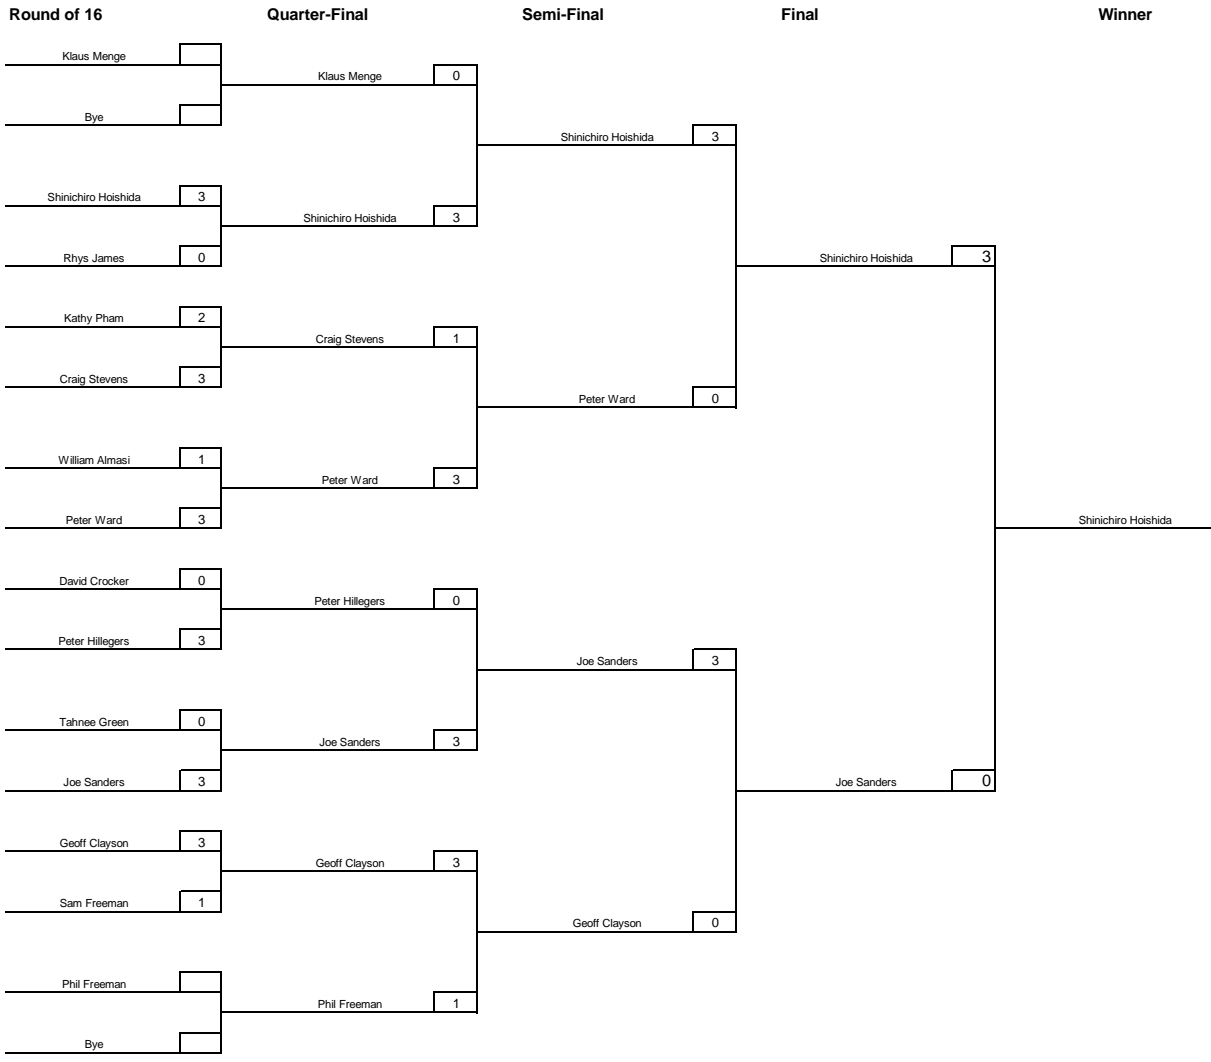 Round of 16 Quarter-Final Semi-Final Final Winner
Klaus Menge
Klaus Menge 0
Bye
Shinichiro Hoishida 3
Shinichiro Hoishida 3
Shinichiro Hoishida 3
Rhys James 0
Shinichiro Hoishida 3
Kathy Pham 2
Craig Stevens 1
Craig Stevens 3
Peter Ward 0
William Almasi 1
Peter Ward 3
Peter Ward 3
Shinichiro Hoishida
David Crocker 0
Peter Hillegers 0
Peter Hillegers 3
Joe Sanders 3
Tahnee Green 0
Joe Sanders 3
Joe Sanders 3
Joe Sanders 0
Geoff Clayson 3
Geoff Clayson 3
Sam Freeman 1
Geoff Clayson 0
Phil Freeman
Phil Freeman 1
Bye